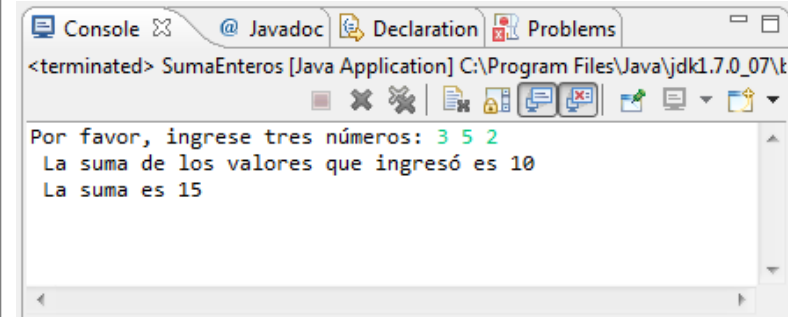 Console @ Javadoc Declaration Problems
<terminated> SumaEnteros [Java Application] C:\Program Files\Java\jdk1.7.0_07\b
Por favor, ingrese tres números: 3 5 2
La suma de los valores que ingresó es 10
La suma es 15